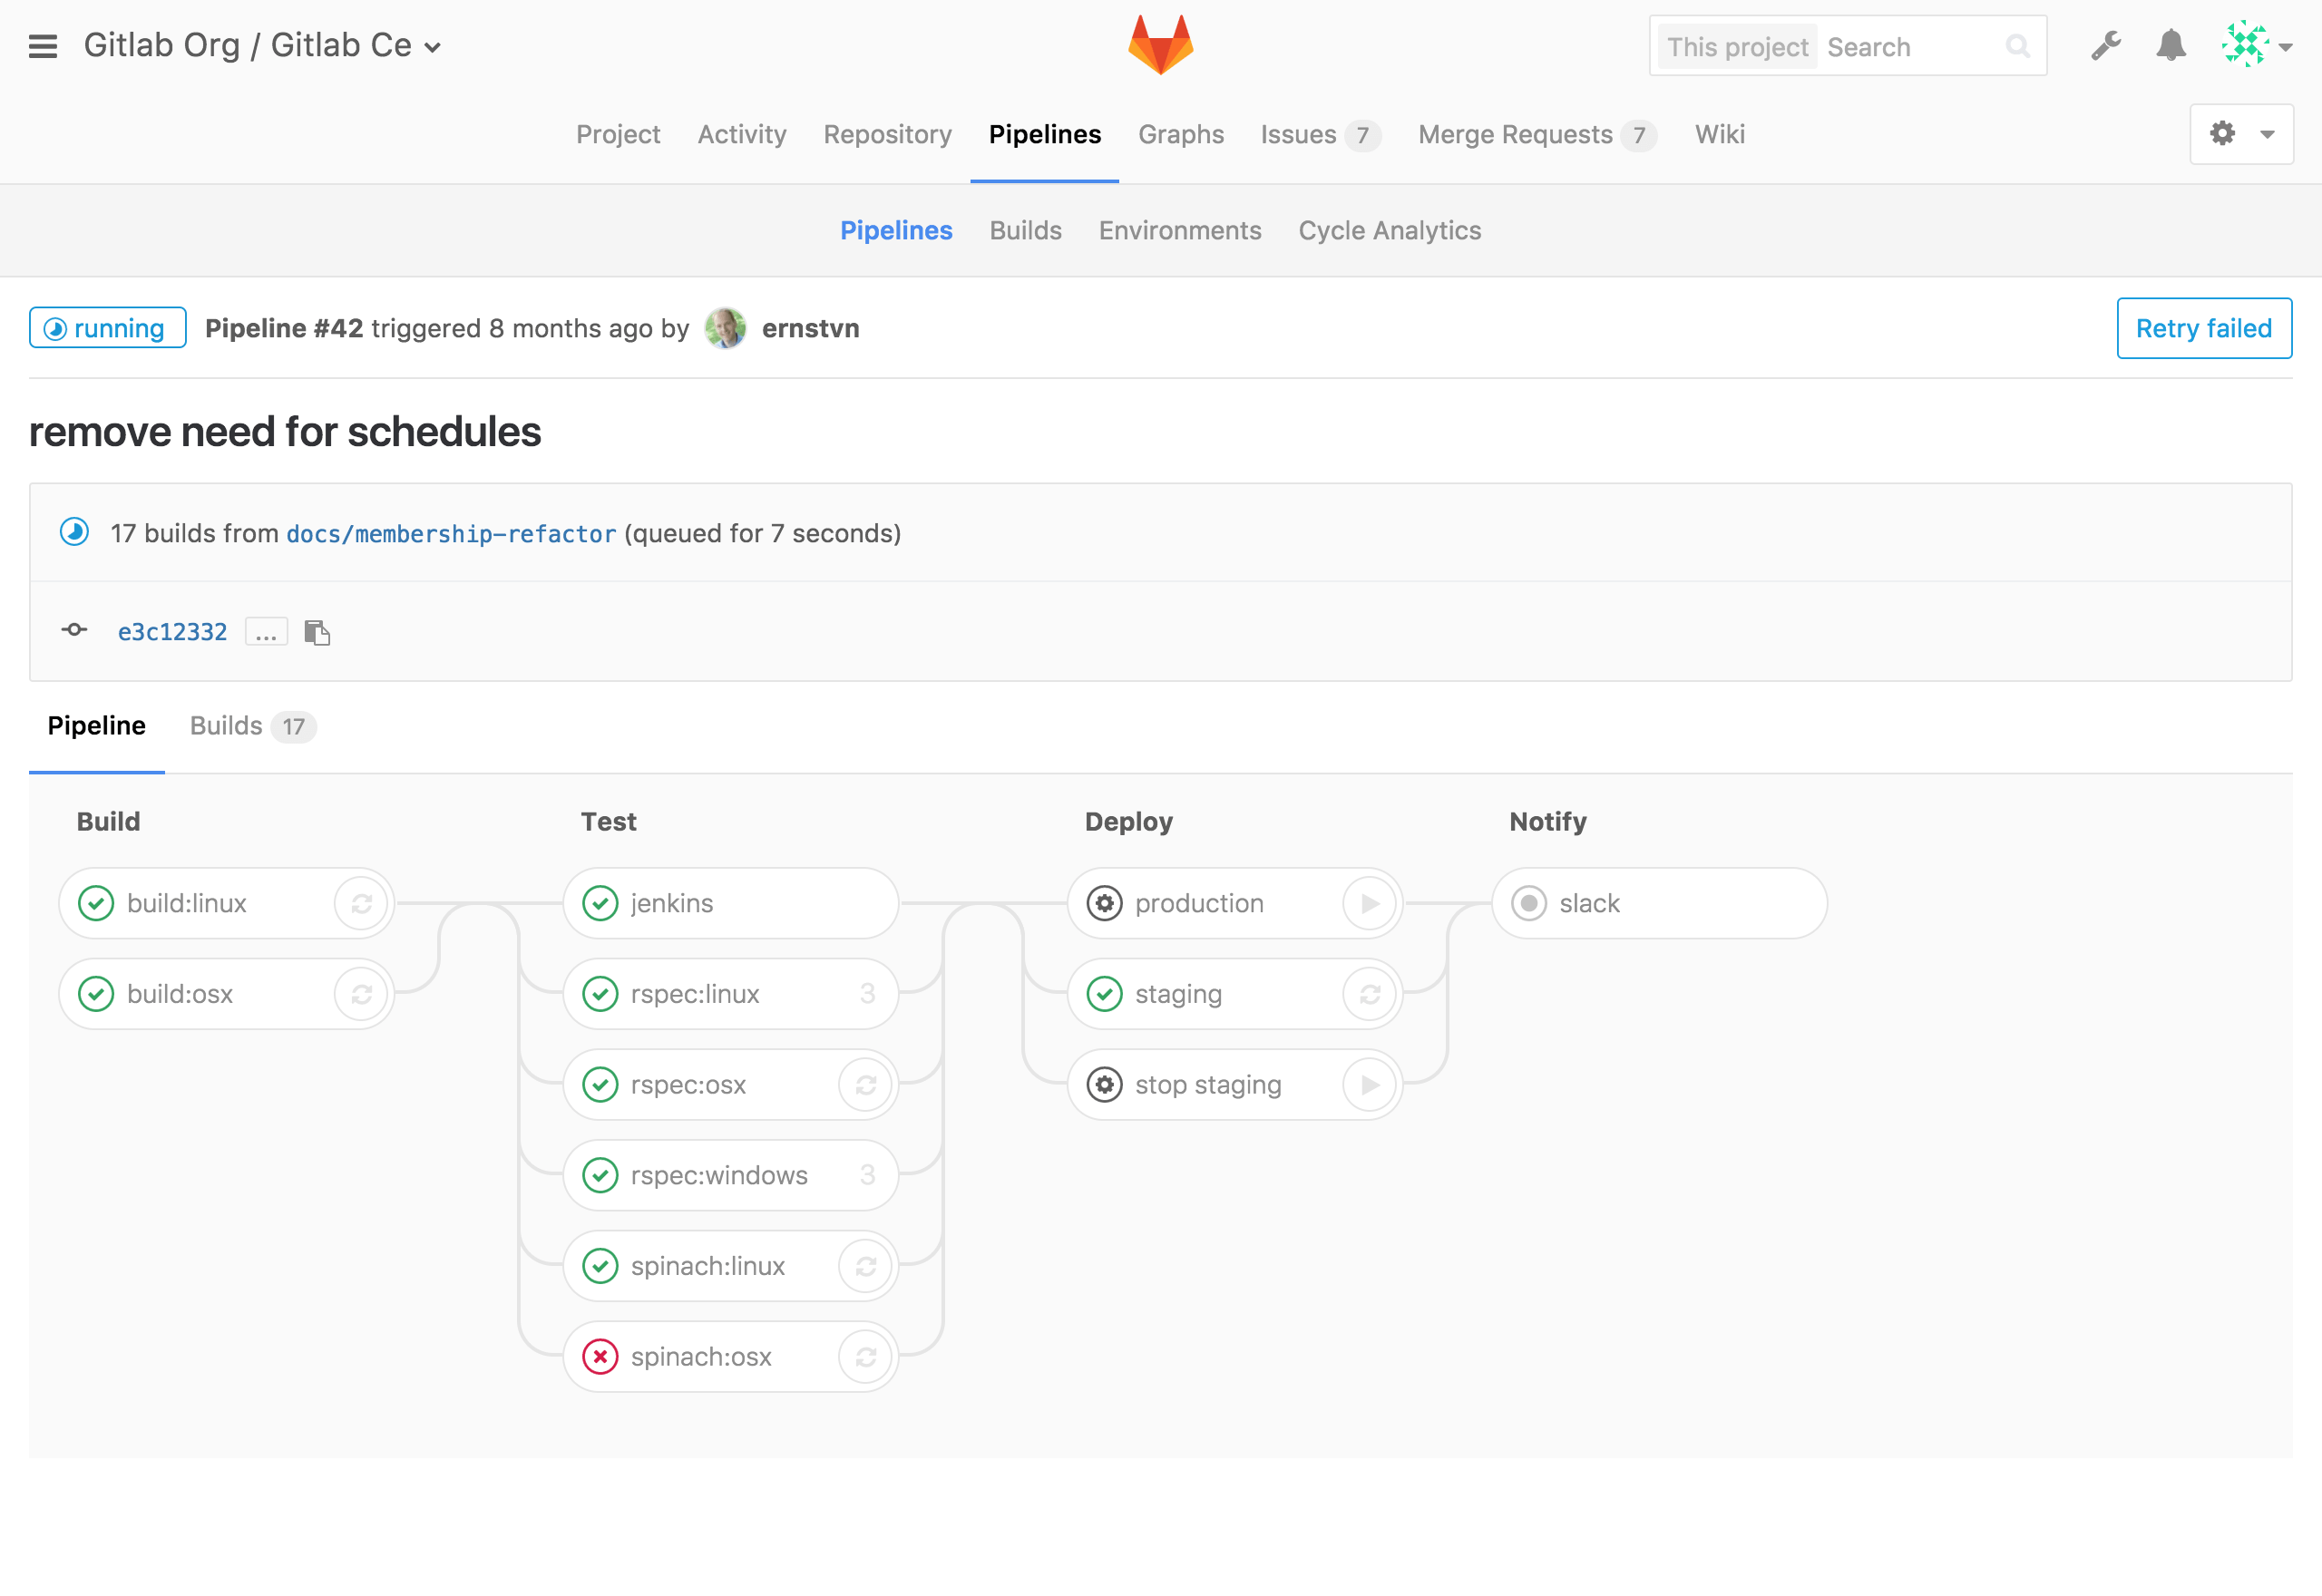 Gitlab Org / Gitlab Ce
This project Search
Project Activity Repository Pipelines Graphs Issues 7 Merge Requests 7 Wiki
Pipelines Builds Environments Cycle Analytics
running Pipeline #42 triggered 8 months ago by ernstvn Retry failed
remove need for schedules
17 builds from docs/membership-refactor (queued for 7 seconds)
e3c12332 ...
Pipeline Builds 17
Build Test Deploy Notify
build:linux jenkins production slack
build:osx rspec:linux 3 staging
rspec:osx stop staging
rspec:windows 3
spinach:linux
spinach:osx